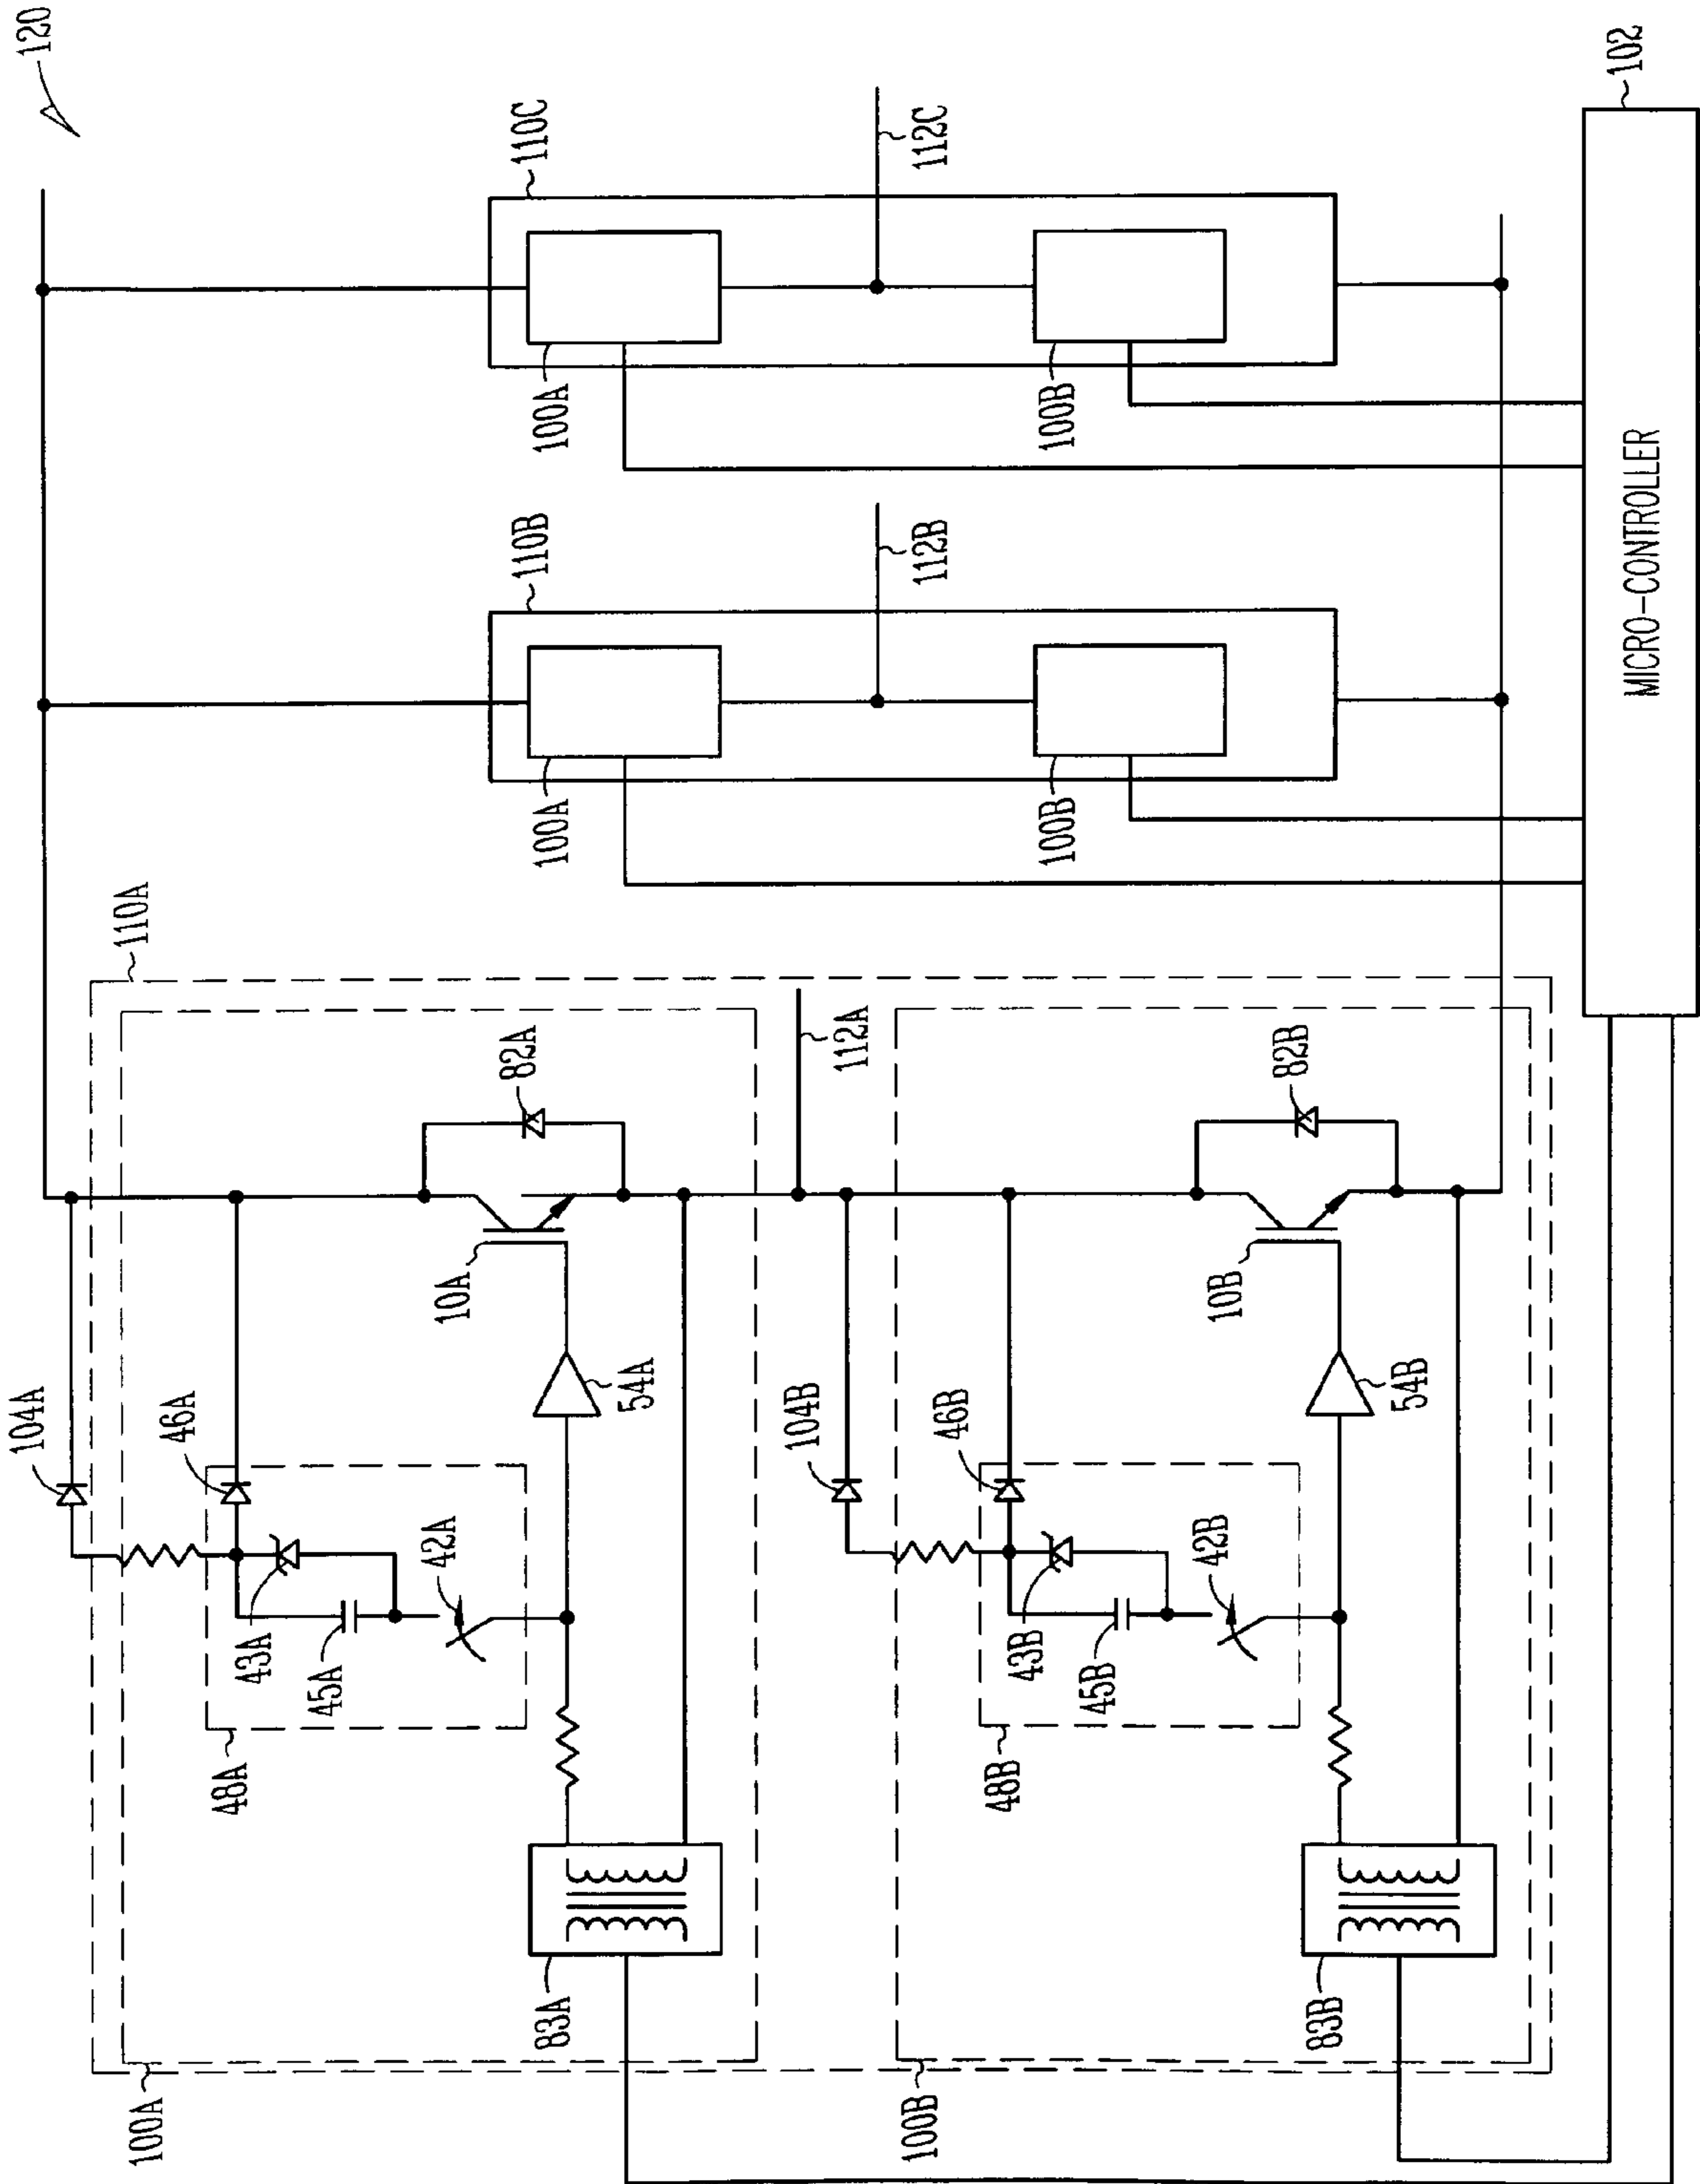 120
110A
110B
110C
104A
46A
82A
43A
45A
42A
10A
54A
48A
83A
100A
112A
100A
112B
100A
112C
104B
46B
82B
43B
45B
42B
10B
54B
48B
83B
100B
100B
100B
102
MICRO-CONTROLLER